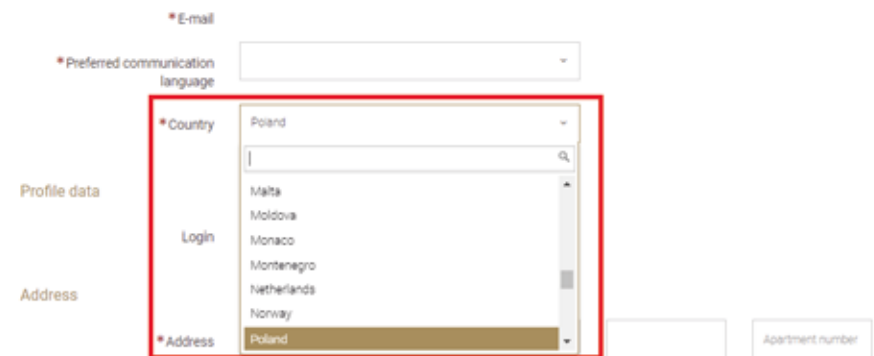 *E-mail
*Preferred communication
language
*Country
Poland
Profile data
Malta
Moldova
Login
Monaco
Montenegro
Address
Netherlands
Norway
*Address
Poland
Apartment number